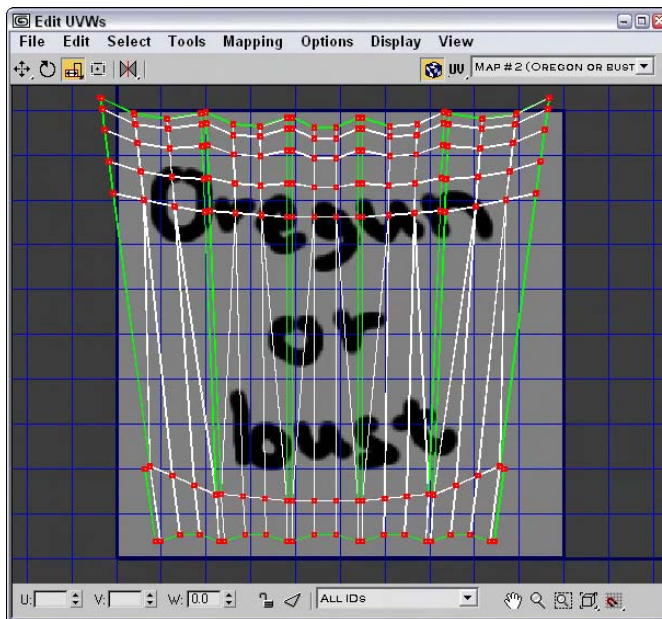 Edit UVWs
File Edit Select Tools Mapping Options Display View
UV MAP #2 (OREGON OR BUST
Oregun
or
bust
U: V: W: 0.0 ALL IDS